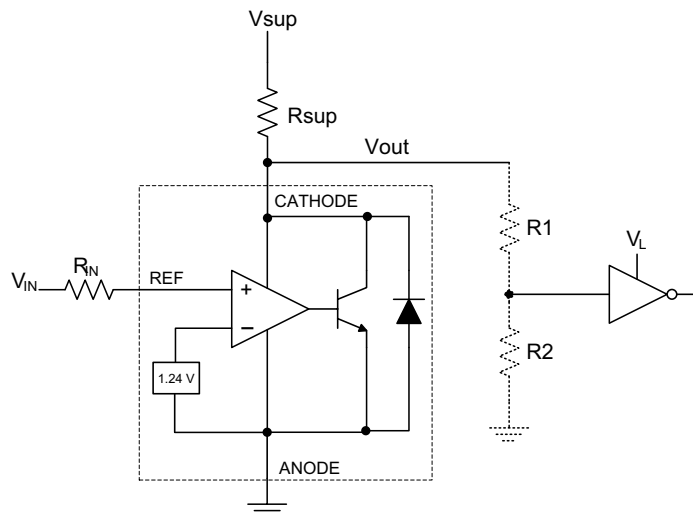 Vsup
Rsup
Vout
CATHODE
R1
RIN
VL
VIN
REF
+
−
R2
1.24 V
ANODE